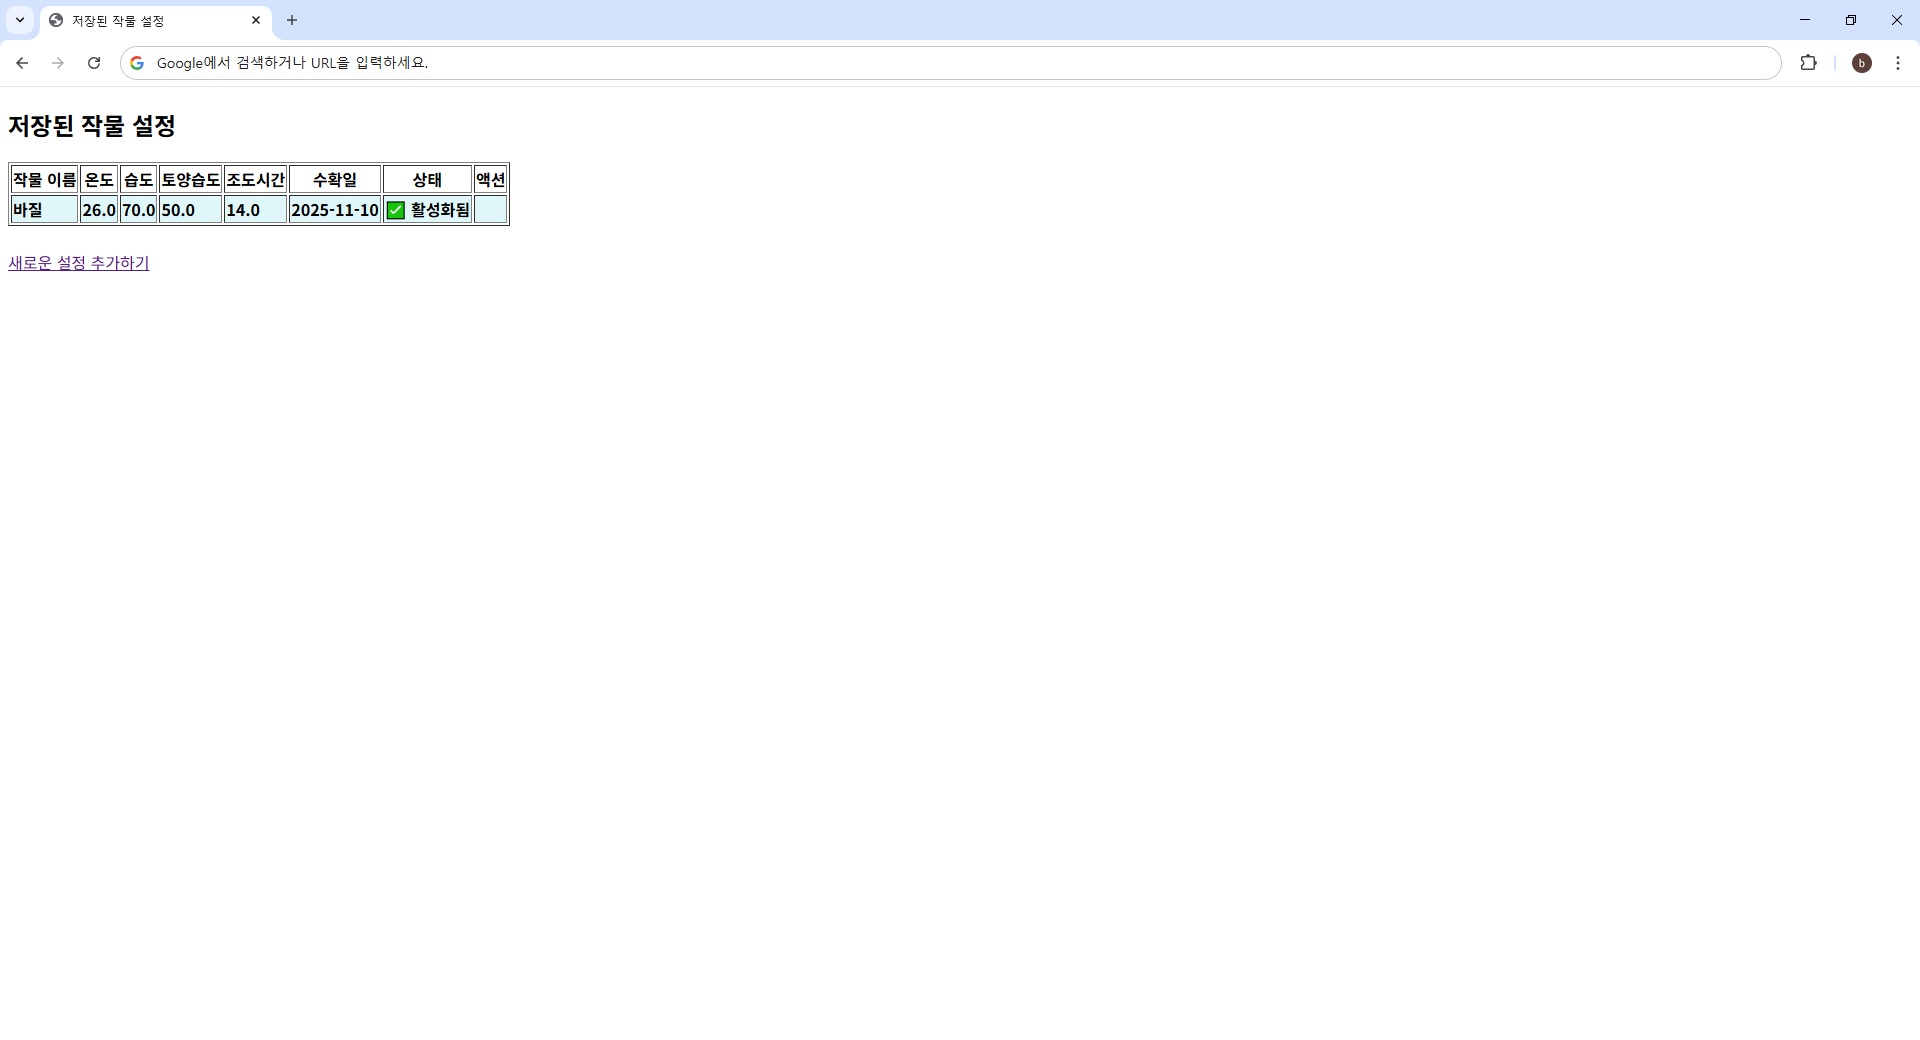 저장된 작물 설정
Google에서 검색하거나 URL을 입력하세요.
b
저장된 작물 설정
작물 이름 온도 습도 토양습도 조도시간 수확일 상태 액션
바질 26.0 70.0 50.0 14.0 2025-11-10 ✅ 활성화됨
새로운 설정 추가하기